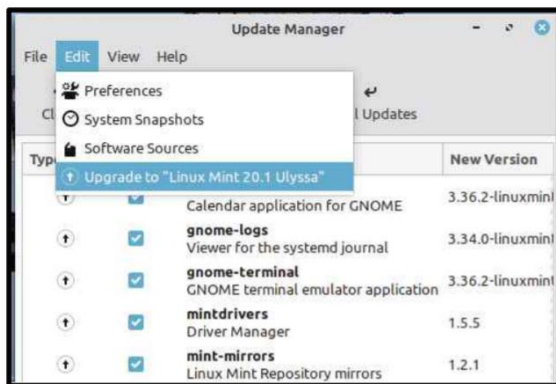 Update Manager
File Edit View Help
Preferences
System Snapshots
Software Sources
Upgrade to "Linux Mint 20.1 Ulyssa"
Updates
New Version
Calendar application for GNOME
3.36.2-linuxmint
gnome-logs
Viewer for the systemd journal
3.34.0-linuxmint
gnome-terminal
GNOME terminal emulator application
3.36.2-linuxmint
mintdrivers
Driver Manager
1.5.5
mint-mirrors
Linux Mint Repository mirrors
1.2.1